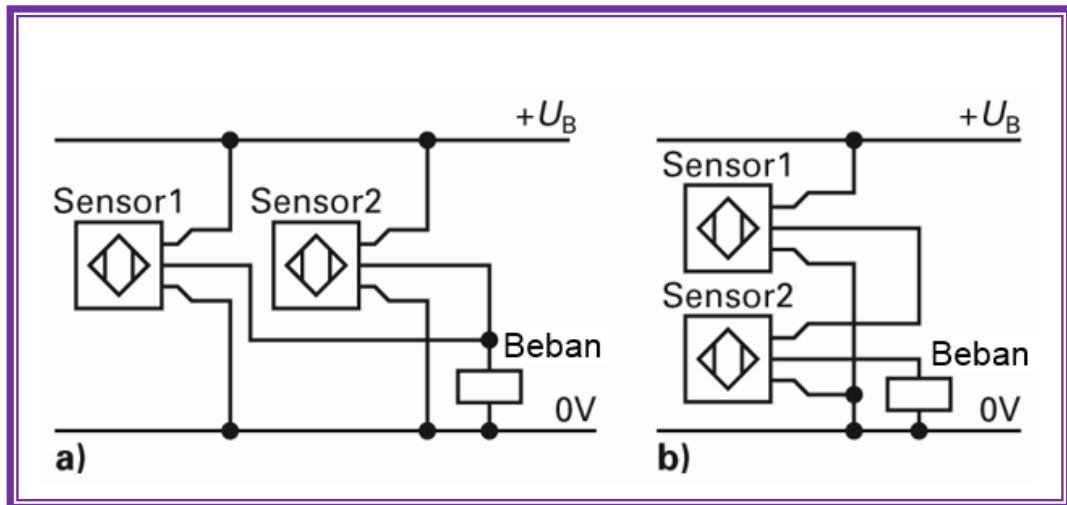 +UB
Sensor1
Sensor2
Beban
0V
a)
+UB
Sensor1
Sensor2
Beban
0V
b)